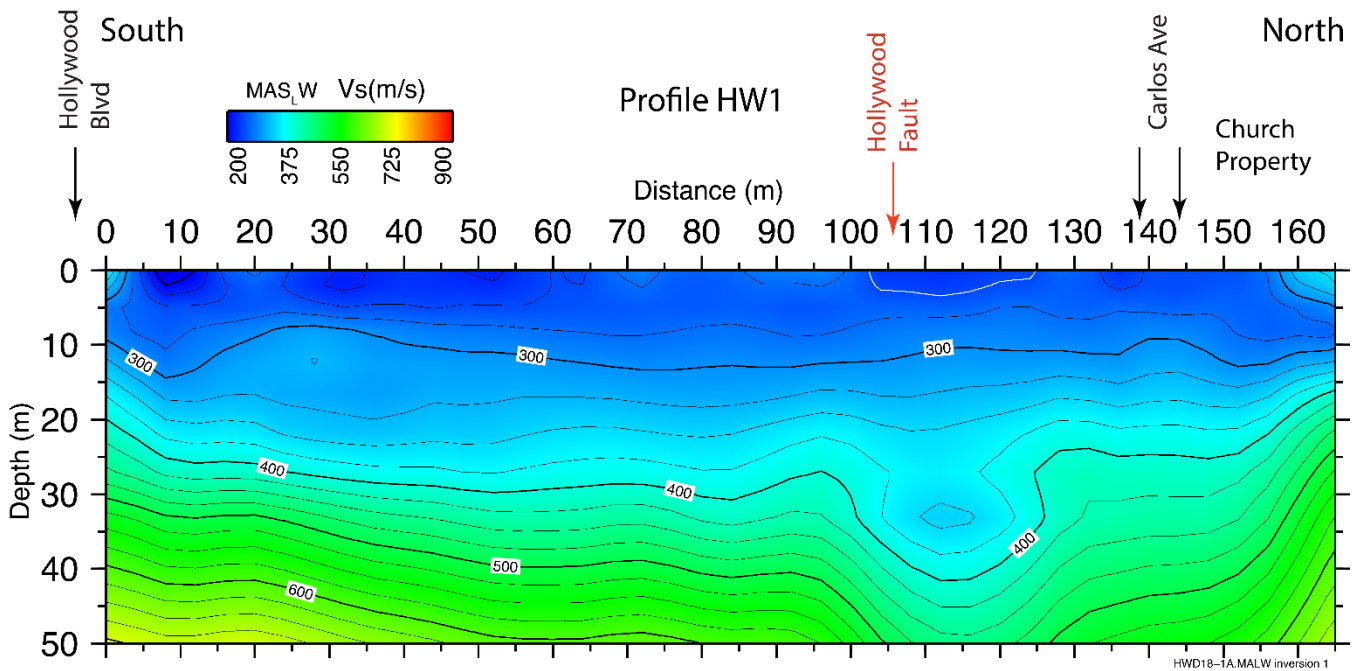 South
North
Hollywood
Blvd
MASLW Vs(m/s)
200 375 550 725 900
Profile HW1
Hollywood
Fault
Carlos Ave
Church
Property
Distance (m)
0 10 20 30 40 50 60 70 80 90 100 110 120 130 140 150 160
Depth (m)
0
10
20
30
40
50
300
300
300
400
400
400
500
600
HWD18–1A.MALW inversion 1